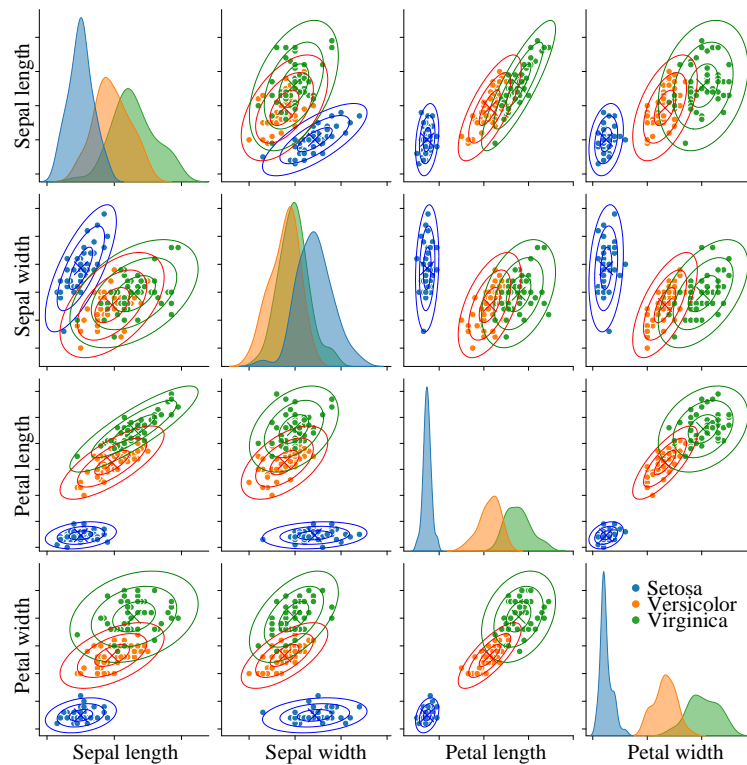 Sepal length
Sepal width
Petal length
Petal width
Setosa
Versicolor
Virginica
Sepal length
Sepal width
Petal length
Petal width